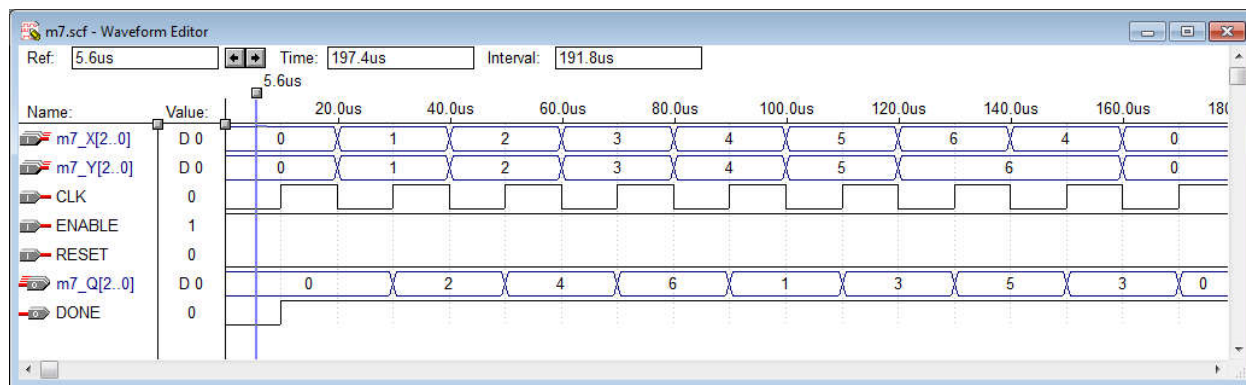 m7.scf - Waveform Editor
Ref: 5.6us Time: 197.4us Interval: 191.8us
5.6us
Name: Value: 20.0us 40.0us 60.0us 80.0us 100.0us 120.0us 140.0us 160.0us 180
m7_X[2..0] D 0 0 1 2 3 4 5 6 4 0
m7_Y[2..0] D 0 0 1 2 3 4 5 6 0
CLK 0
ENABLE 1
RESET 0
m7_Q[2..0] D 0 0 2 4 6 1 3 5 3 0
DONE 0